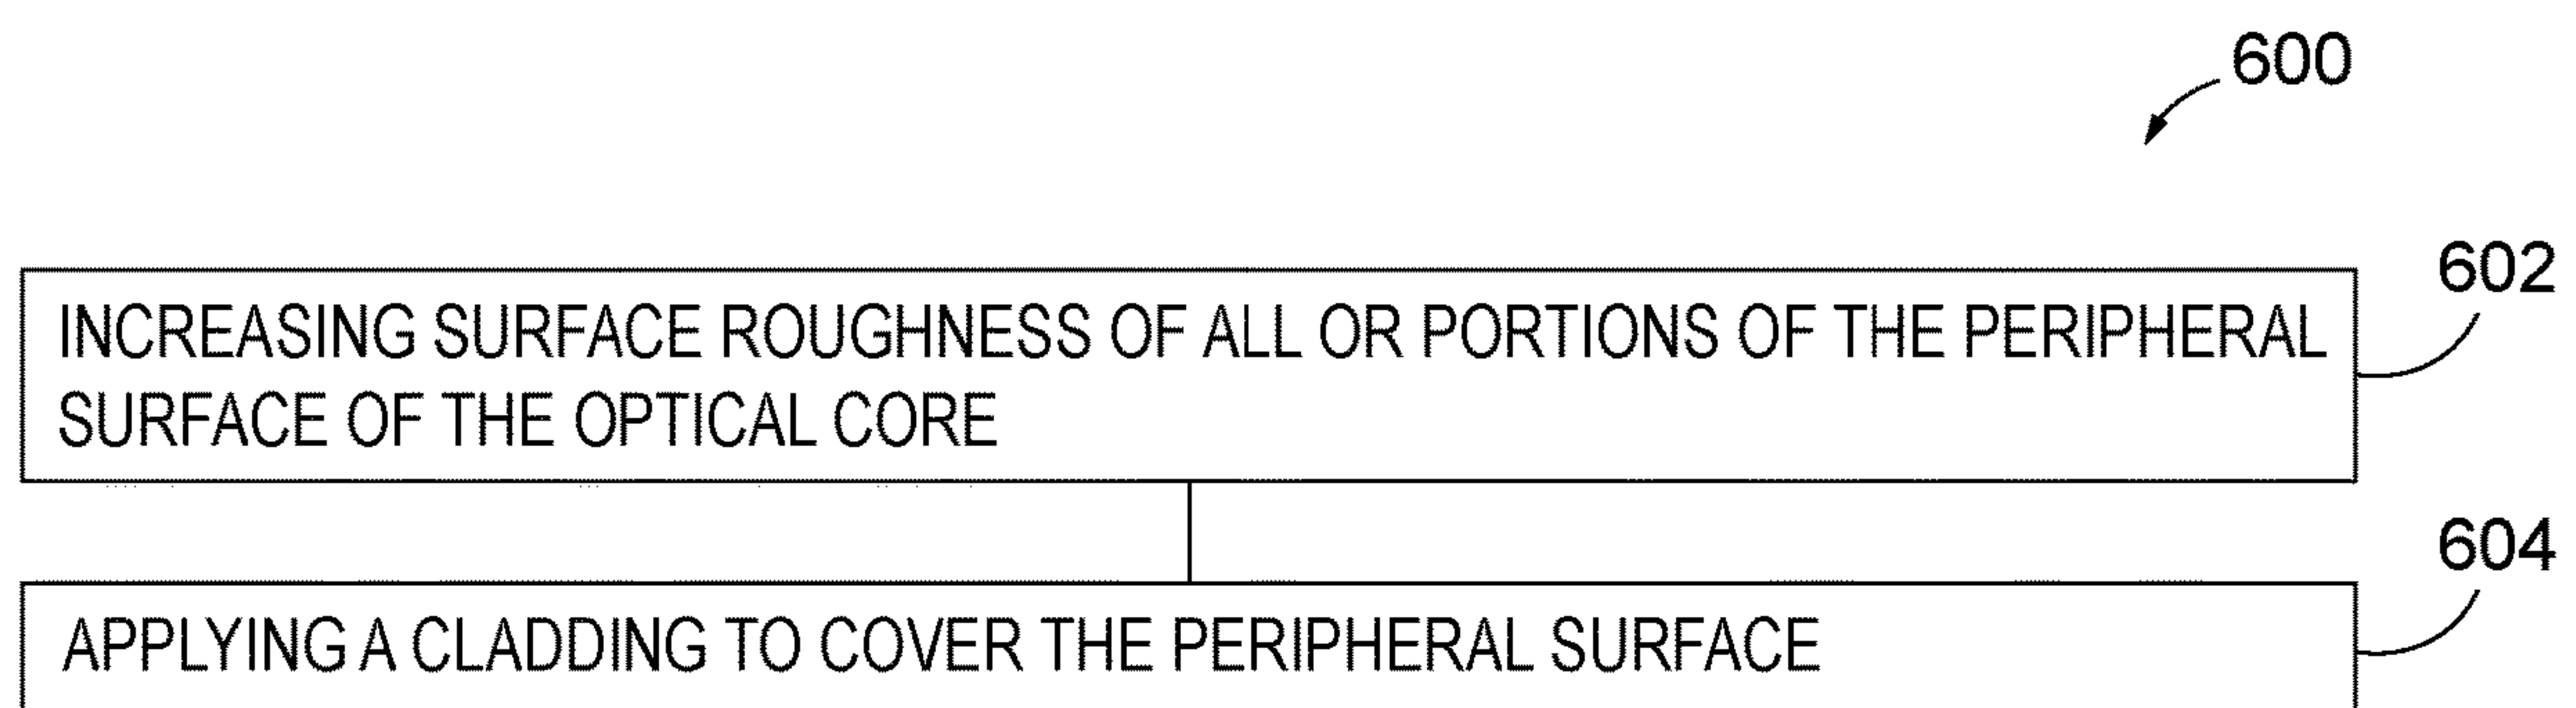 600
602
INCREASING SURFACE ROUGHNESS OF ALL OR PORTIONS OF THE PERIPHERAL
SURFACE OF THE OPTICAL CORE
604
APPLYING A CLADDING TO COVER THE PERIPHERAL SURFACE